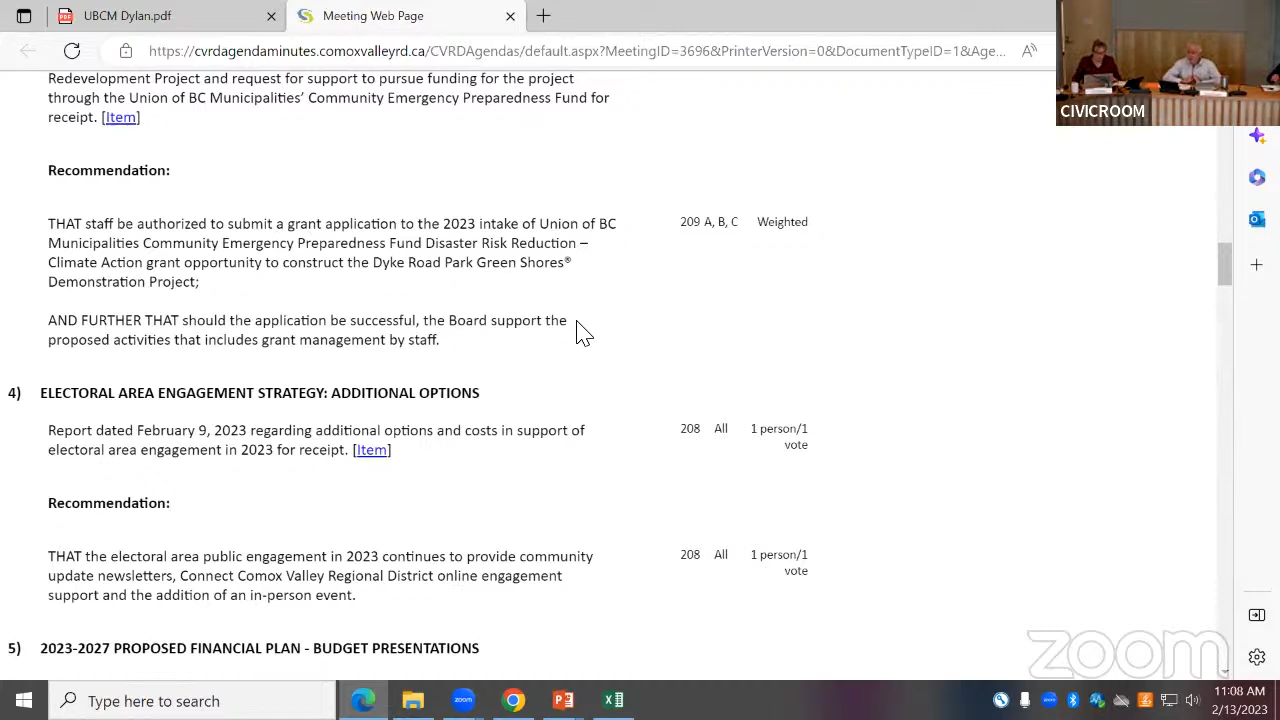 UBCM Dylan.pdf
Meeting Web Page
https://cvrdagendaminutes.comoxvalleyrd.ca/CVRDAgendas/default.aspx?MeetingID=3696&PrinterVersion=0&DocumentTypeID=1&Age...
CIVICROOM
Redevelopment Project and request for support to pursue funding for the project
through the Union of BC Municipalities' Community Emergency Preparedness Fund for
receipt. [Item]
Recommendation:
THAT staff be authorized to submit a grant application to the 2023 intake of Union of BC
209 A, B, C Weighted
Municipalities Community Emergency Preparedness Fund Disaster Risk Reduction –
Climate Action grant opportunity to construct the Dyke Road Park Green Shores®
Demonstration Project;
AND FURTHER THAT should the application be successful, the Board support the
proposed activities that includes grant management by staff.
4) ELECTORAL AREA ENGAGEMENT STRATEGY: ADDITIONAL OPTIONS
Report dated February 9, 2023 regarding additional options and costs in support of
208 All 1 person/1
vote
electoral area engagement in 2023 for receipt. [Item]
Recommendation:
THAT the electoral area public engagement in 2023 continues to provide community
208 All 1 person/1
vote
update newsletters, Connect Comox Valley Regional District online engagement
support and the addition of an in-person event.
5) 2023-2027 PROPOSED FINANCIAL PLAN - BUDGET PRESENTATIONS
zoom
Type here to search
zoom
11:08 AM
2/13/2023